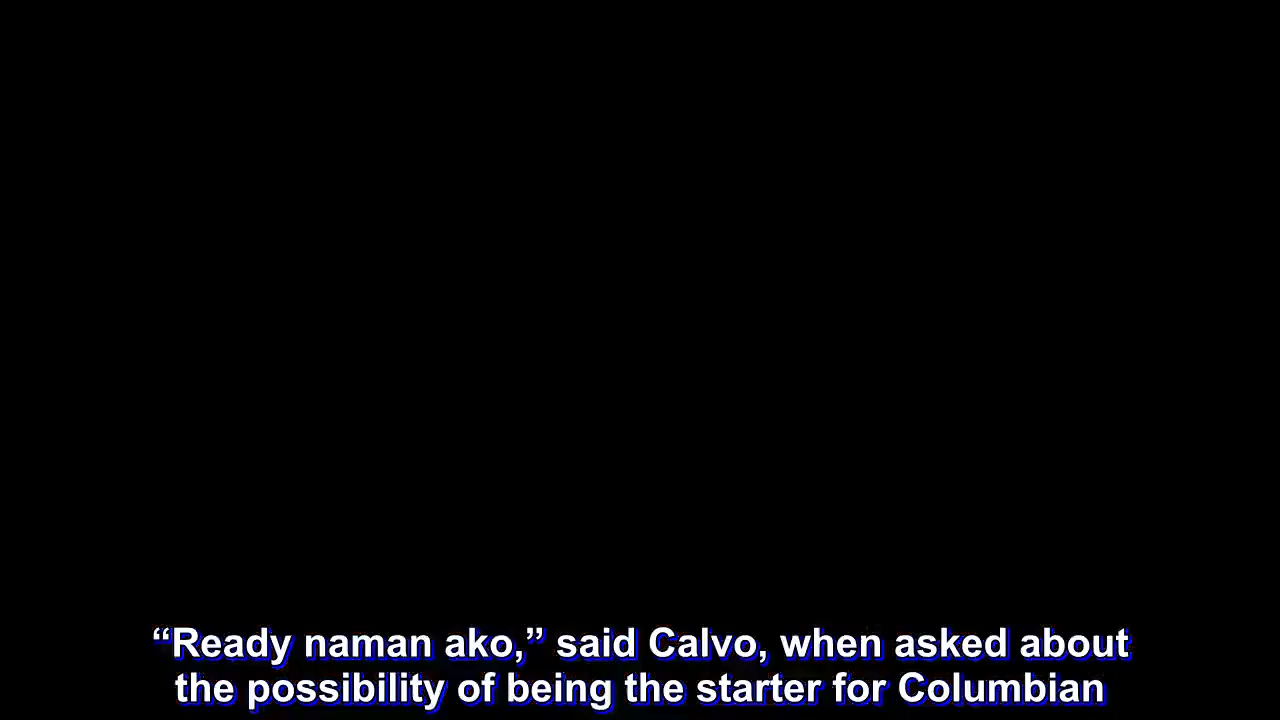 “Ready naman ako,” said Calvo, when asked about
the possibility of being the starter for Columbian